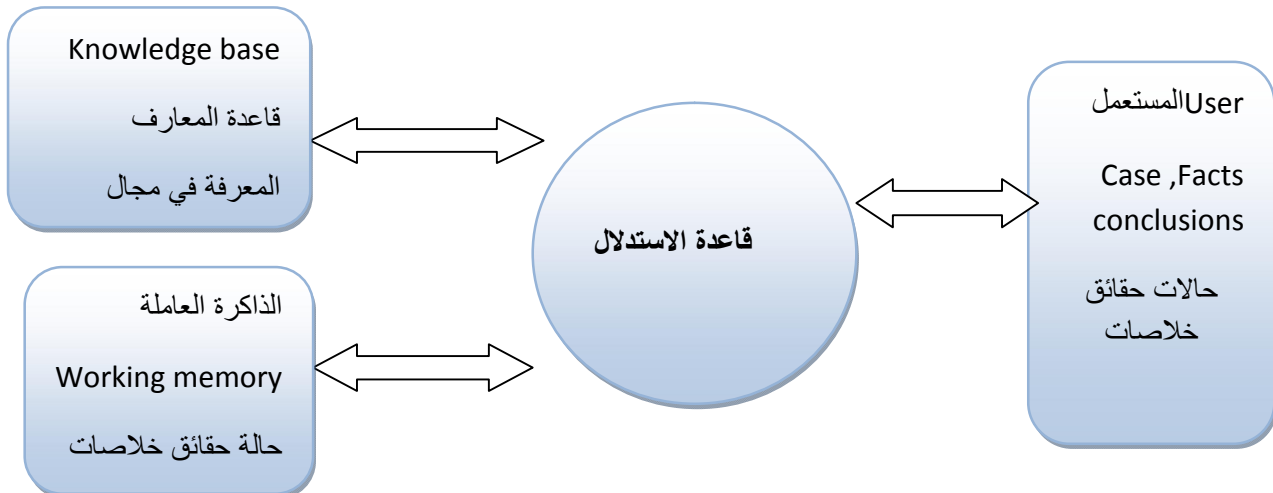 Knowledge base
قاعدة المعارف
المعرفة في مجال
الذاكرة العاملة
Working memory
حالة حقائق خلاصات
قاعدة الاستدلال
المستعملUser
Case ,Facts
conclusions
حالات حقائق
خلاصات